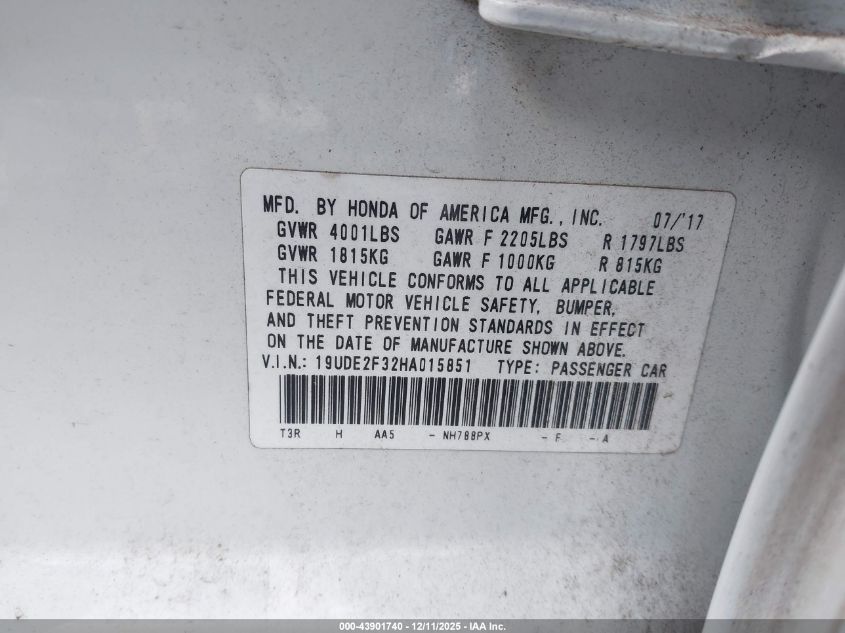 MFD. BY HONDA OF AMERICA MFG., INC. 07/'17
GVWR 4001LBS GAWR F 2205LBS R 1797LBS
GVWR 1815KG GAWR F 1000KG R 815KG
THIS VEHICLE CONFORMS TO ALL APPLICABLE
FEDERAL MOTOR VEHICLE SAFETY, BUMPER,
AND THEFT PREVENTION STANDARDS IN EFFECT
ON THE DATE OF MANUFACTURE SHOWN ABOVE.
V.I.N.: 19UDE2F32HA015851 TYPE: PASSENGER CAR
T3R H AA5 - NH788PX - F - A
000-43901740 - 12/11/2025 - IAA Inc.